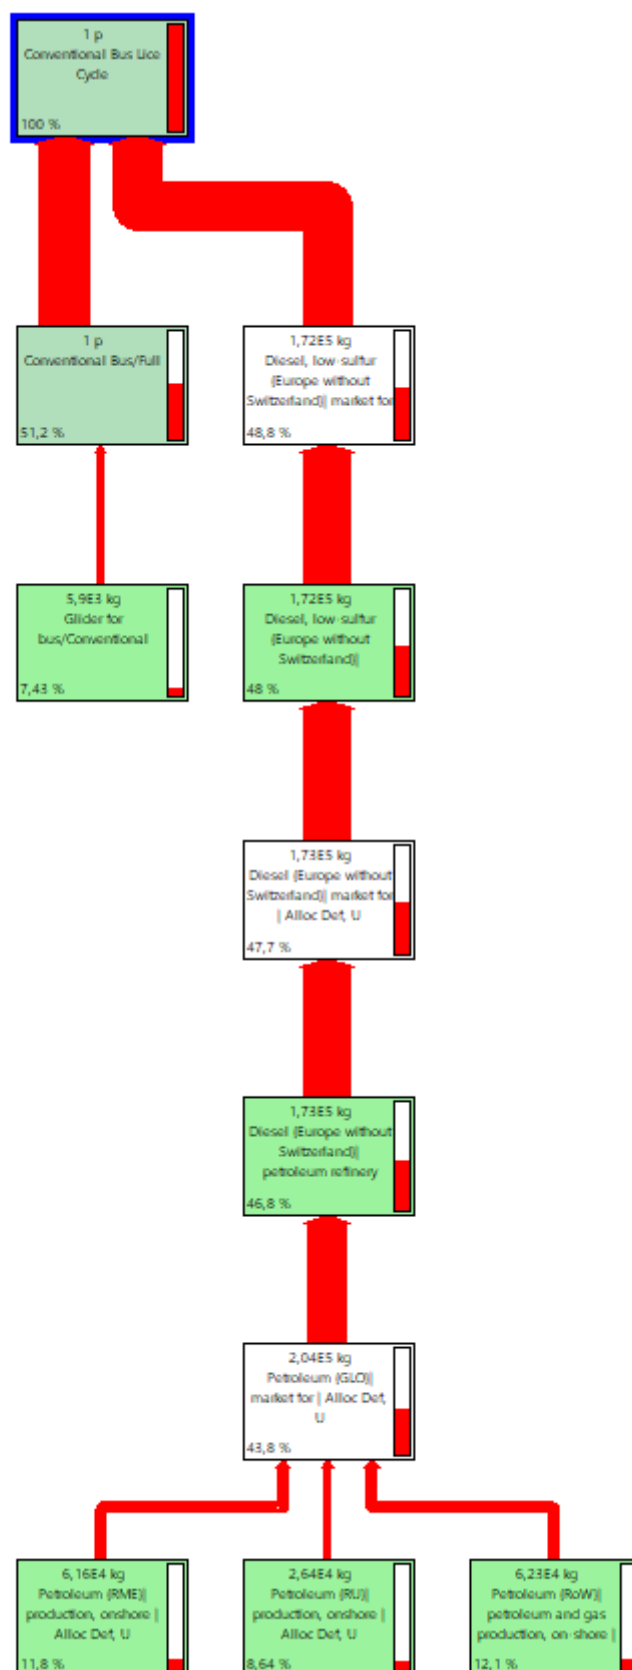 1 p
Conventional Bus Lice
Cycle
100 %
1 p
Conventional Bus/Full
51,2 %
1,72E5 kg
Diesel, low-sulfur
(Europe without
Switzerland)| market for
48,8 %
5,9E3 kg
Glider for
bus/Conventional
7,43 %
1,72E5 kg
Diesel, low-sulfur
(Europe without
Switzerland)|
48 %
1,73E5 kg
Diesel (Europe without
Switzerland)| market for
| Alloc Def, U
47,7 %
1,73E5 kg
Diesel (Europe without
Switzerland)|
petroleum refinery
46,8 %
2,04E5 kg
Petroleum (GLO)|
market for | Alloc Def,
U
43,8 %
6,16E4 kg
Petroleum (RME)|
production, onshore |
Alloc Def, U
11,8 %
2,64E4 kg
Petroleum (RU)|
production, onshore |
Alloc Def, U
8,64 %
6,23E4 kg
Petroleum (RoW)|
petroleum and gas
production, on-shore |
12,1 %